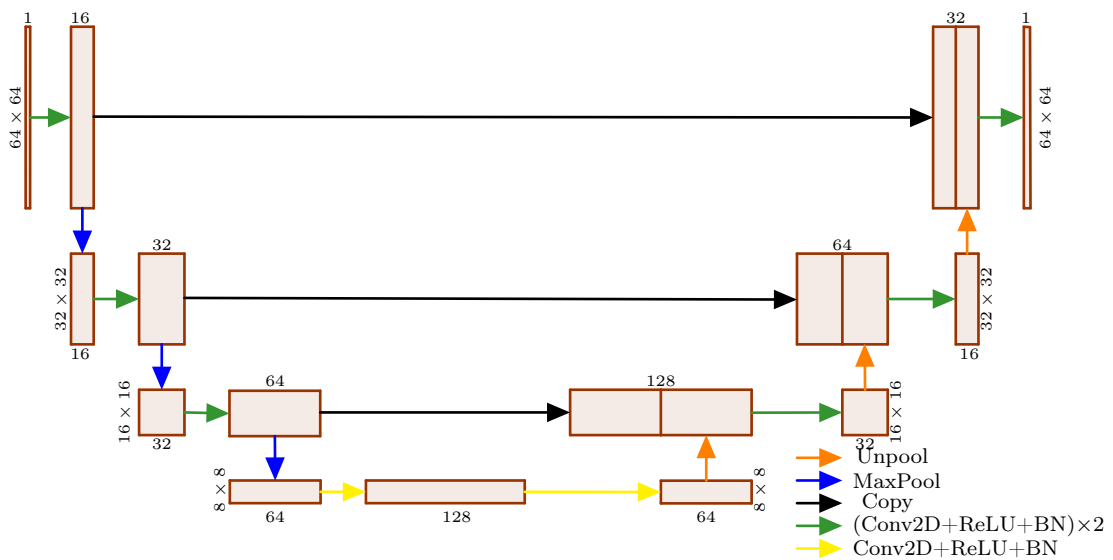 1
16
32
1
64 × 64
64 × 64
32
64
32 × 32
32 × 32
16
16
64
128
16 × 16
16 × 16
32
32
8 × 8
8 × 8
64
128
64
Unpool
MaxPool
Copy
(Conv2D+ReLU+BN)×2
Conv2D+ReLU+BN